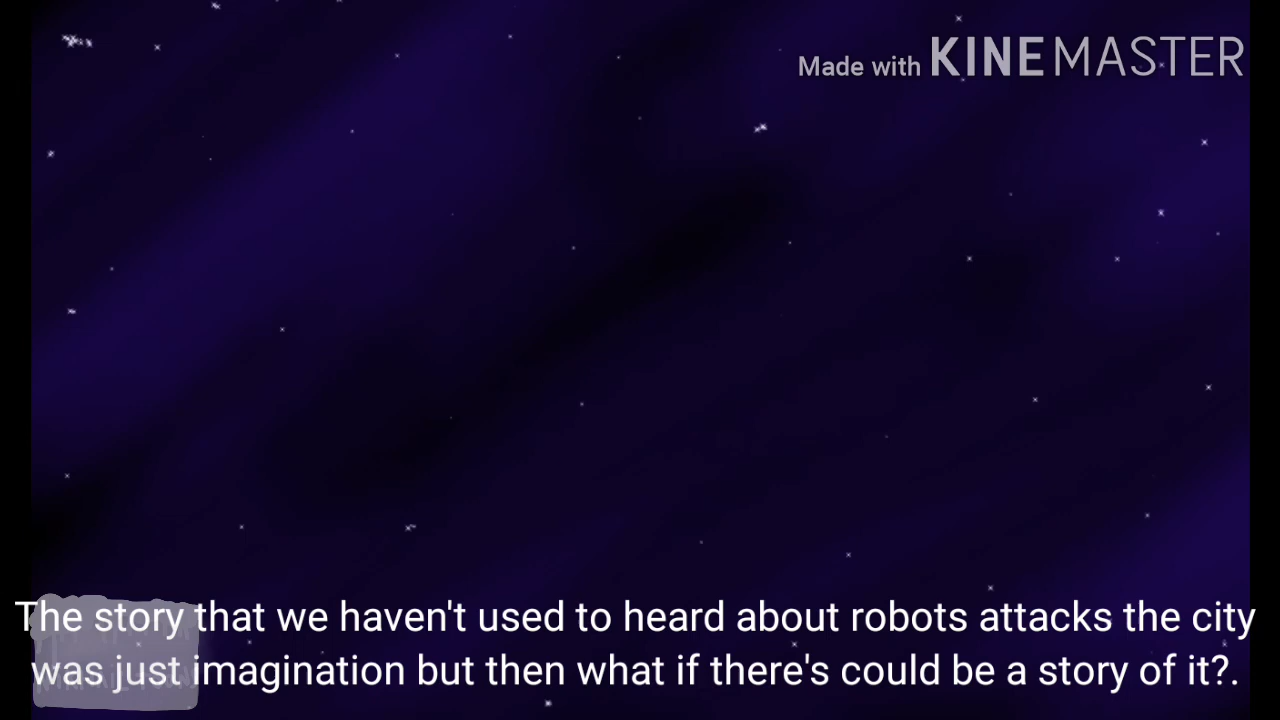 Made with KINEMASTER
The story that we haven't used to heard about robots attacks the city
was just imagination but then what if there's could be a story of it?.